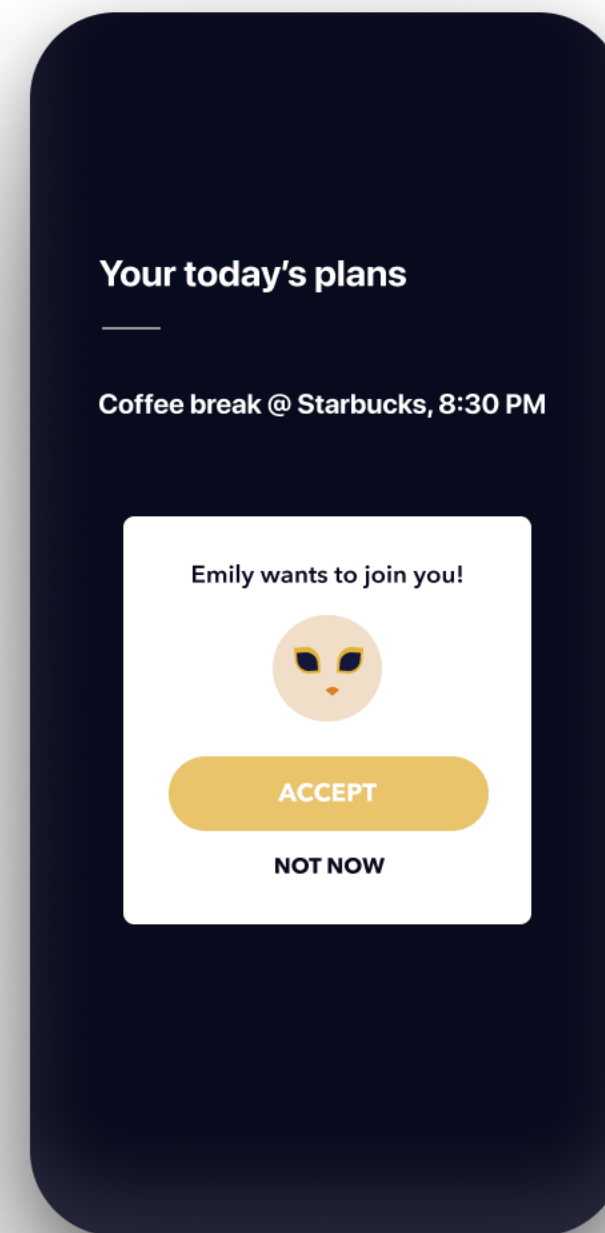 Your today’s plans
Coffee break @ Starbucks, 8:30 PM
Emily wants to join you!
ACCEPT
NOT NOW